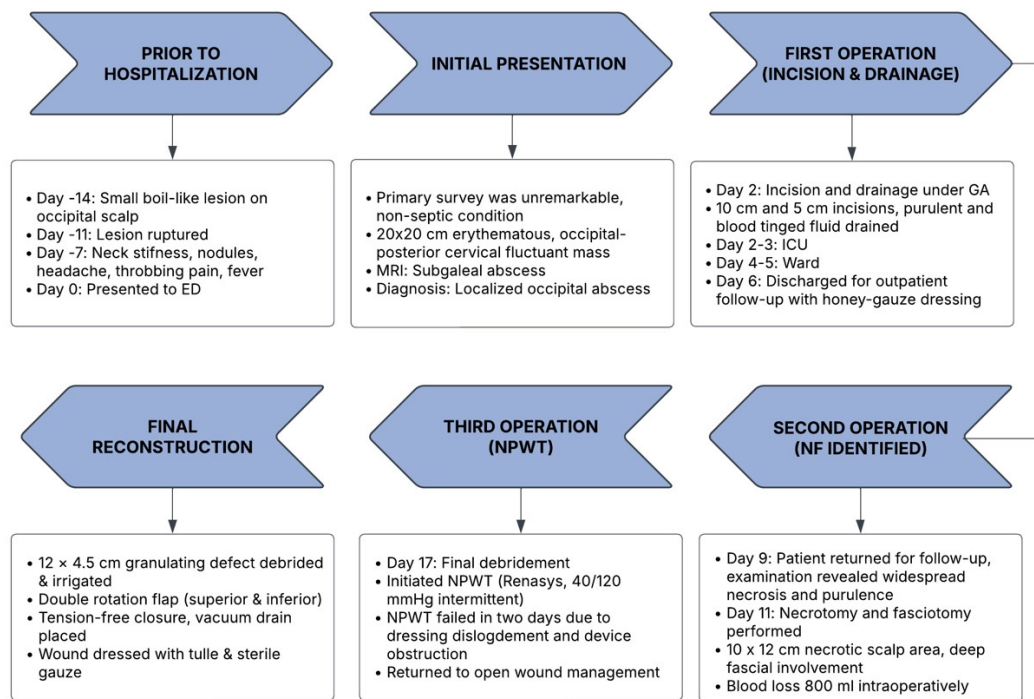 PRIOR TO
HOSPITALIZATION
INITIAL PRESENTATION
FIRST OPERATION
(INCISION & DRAINAGE)
• Day -14: Small boil-like lesion on
occipital scalp
• Day -11: Lesion ruptured
• Day -7: Neck stifness, nodules,
headache, throbbing pain, fever
• Day 0: Presented to ED
• Primary survey was unremarkable,
non-septic condition
• 20x20 cm erythematous, occipital-
posterior cervical fluctuant mass
• MRI: Subgaleal abscess
• Diagnosis: Localized occipital abscess
• Day 2: Incision and drainage under GA
• 10 cm and 5 cm incisions, purulent and
blood tinged fluid drained
• Day 2-3: ICU
• Day 4-5: Ward
• Day 6: Discharged for outpatient
follow-up with honey-gauze dressing
FINAL
RECONSTRUCTION
THIRD OPERATION
(NPWT)
SECOND OPERATION
(NF IDENTIFIED)
• 12 × 4.5 cm granulating defect debrided
& irrigated
• Double rotation flap (superior & inferior)
• Tension-free closure, vacuum drain
placed
• Wound dressed with tulle & sterile
gauze
• Day 17: Final debridement
• Initiated NPWT (Renasys, 40/120
mmHg intermittent)
• NPWT failed in two days due to
dressing dislogdement and device
obstruction
• Returned to open wound management
• Day 9: Patient returned for follow-up,
examination revealed widespread
necrosis and purulence
• Day 11: Necrotomy and fasciotomy
performed
• 10 x 12 cm necrotic scalp area, deep
fascial involvement
• Blood loss 800 ml intraoperatively